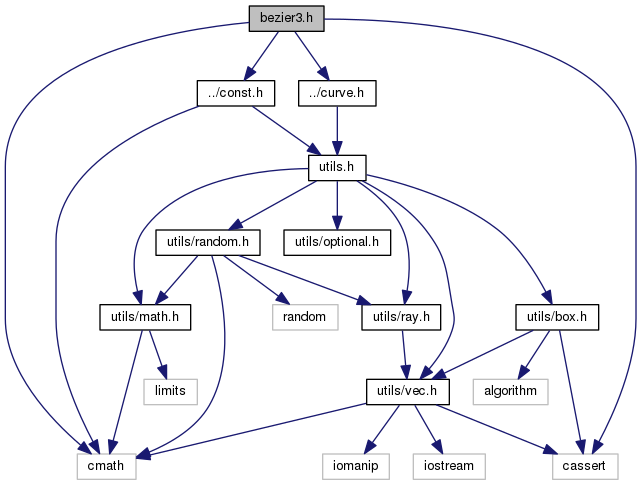 bezier3.h
../const.h
../curve.h
utils.h
utils/random.h
utils/optional.h
utils/math.h
random
utils/ray.h
utils/box.h
limits
utils/vec.h
algorithm
cmath
iomanip
iostream
cassert